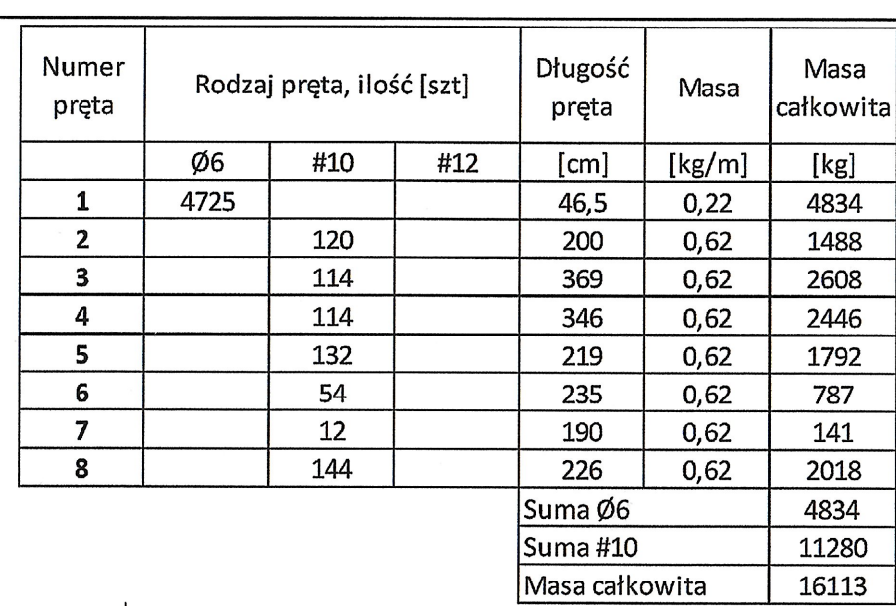 Numer pręta Rodzaj pręta, ilość [szt] Długość pręta Masa Masa całkowita
Ø6 #10 #12 [cm] [kg/m] [kg]
1 4725 46,5 0,22 4834
2 120 200 0,62 1488
3 114 369 0,62 2608
4 114 346 0,62 2446
5 132 219 0,62 1792
6 54 235 0,62 787
7 12 190 0,62 141
8 144 226 0,62 2018
Suma Ø6 4834
Suma #10 11280
Masa całkowita 16113